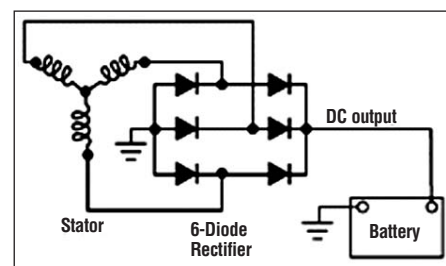 DC output
Stator
6-Diode
Rectifier
Battery